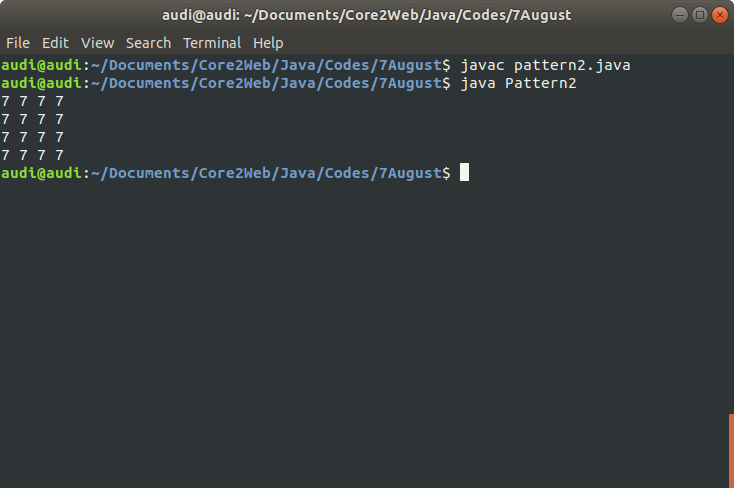 audi@audi: ~/Documents/Core2Web/Java/Codes/7August
File Edit View Search Terminal Help
audi@audi:~/Documents/Core2Web/Java/Codes/7August$ javac pattern2.java
audi@audi:~/Documents/Core2Web/Java/Codes/7August$ java Pattern2
7 7 7 7
7 7 7 7
7 7 7 7
7 7 7 7
audi@audi:~/Documents/Core2Web/Java/Codes/7August$